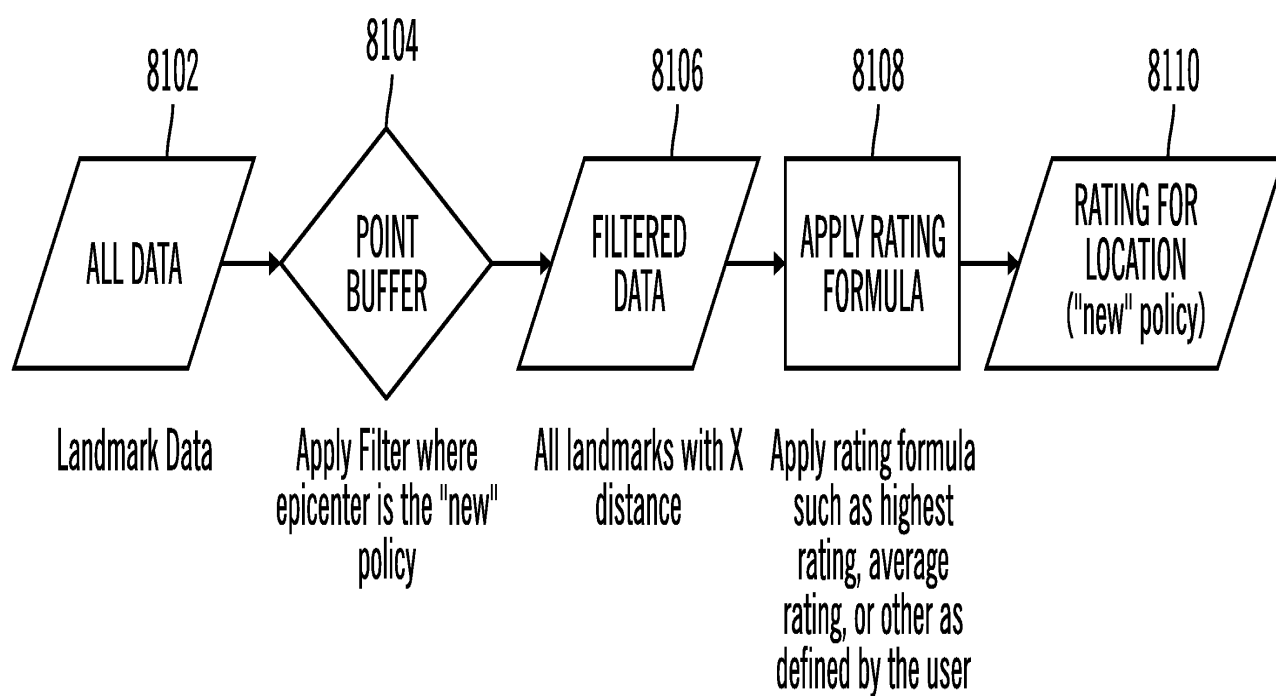 8102
8104
8106
8108
8110
ALL DATA
POINT
BUFFER
FILTERED
DATA
APPLY RATING
FORMULA
RATING FOR
LOCATION
("new" policy)
Landmark Data
Apply Filter where
epicenter is the "new"
policy
All landmarks with X
distance
Apply rating formula
such as highest
rating, average
rating, or other as
defined by the user